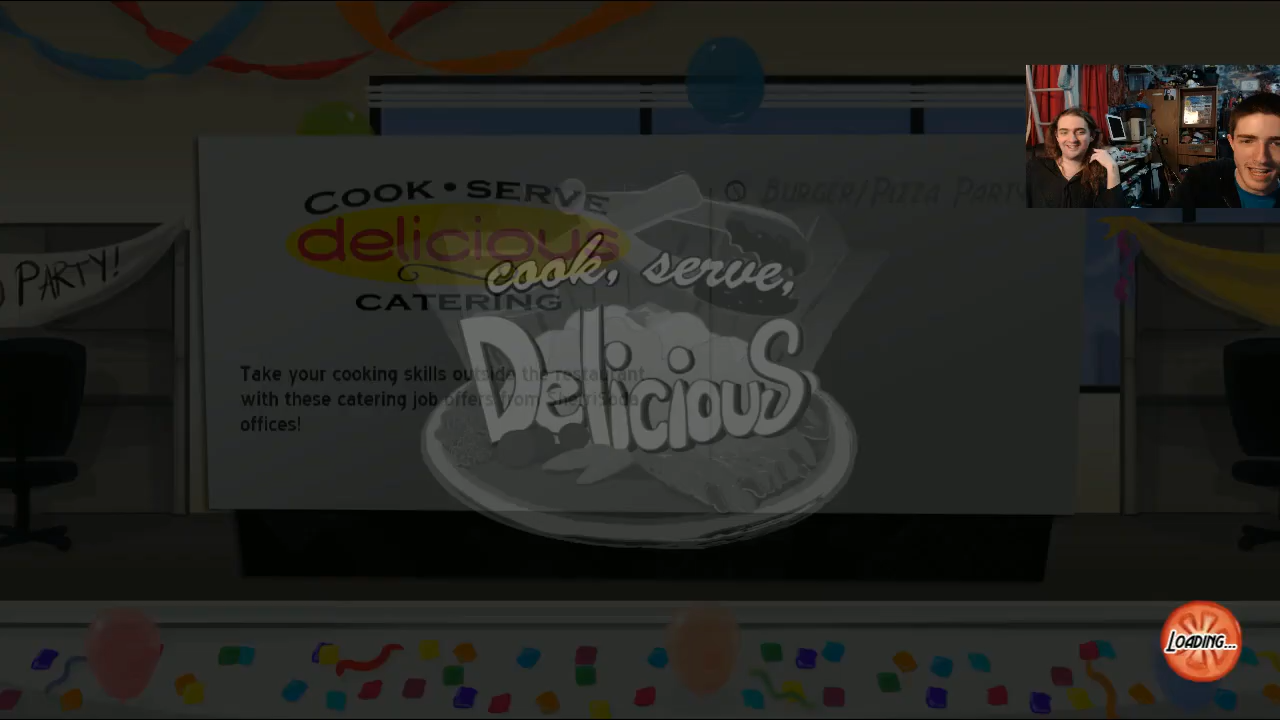 COOK • SERVE
delicious
CATERING
BURGER/PIZZA PARTY
PARTY!
cook, serve,
Delicious
Take your cooking skills outside the restaurant
with these catering job offers from SherriSoda
offices!
LOADING...